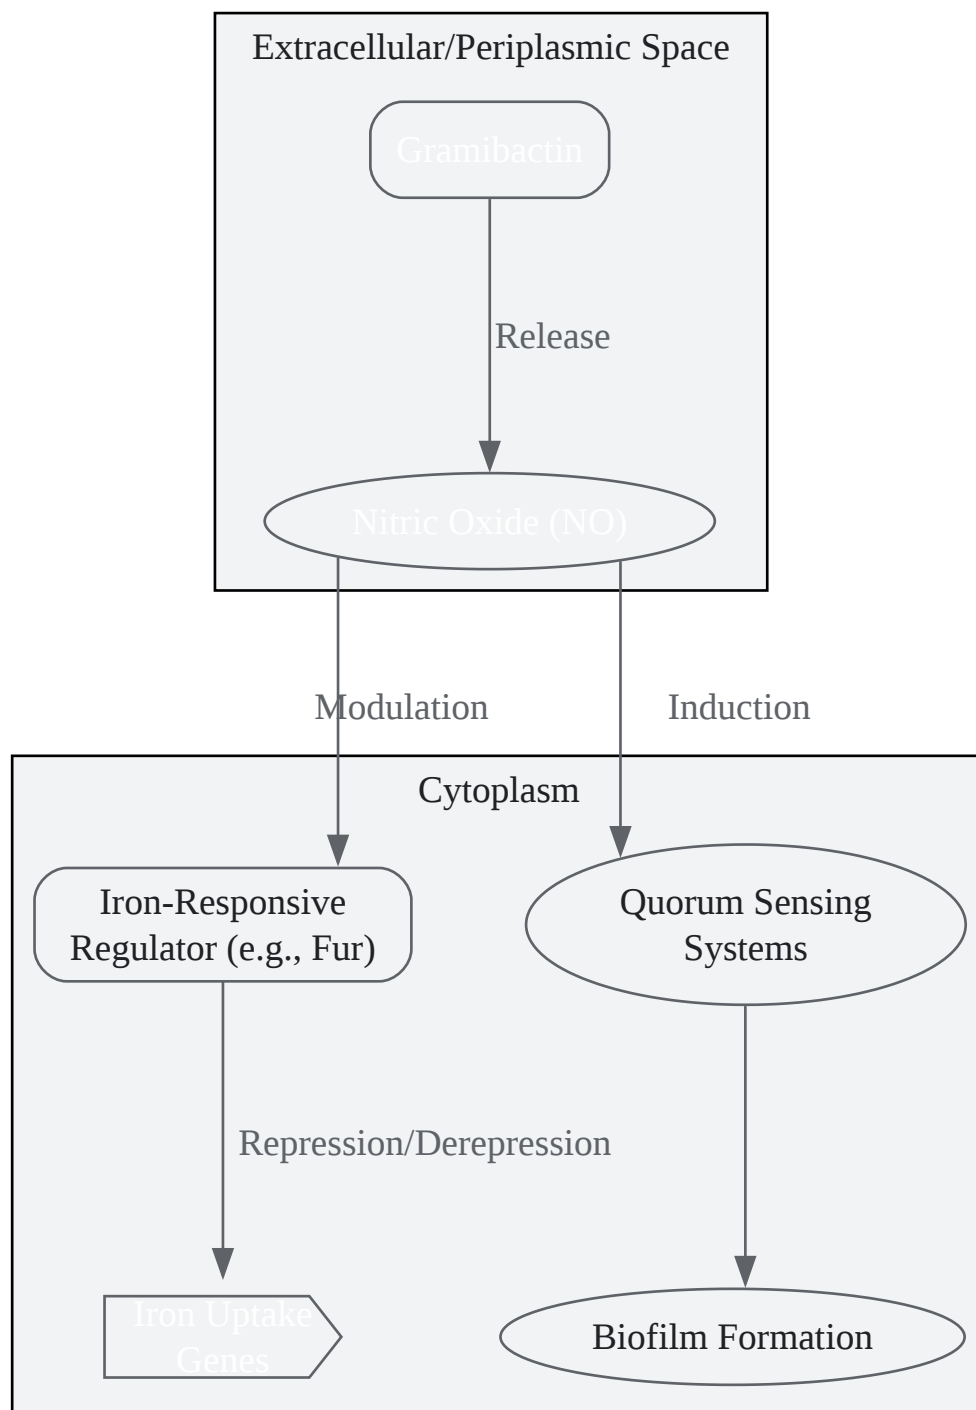 Extracellular/Periplasmic Space
Gramibactin
Release
Nitric Oxide (NO)
Modulation
Induction
Cytoplasm
Iron-Responsive
Regulator (e.g., Fur)
Quorum Sensing
Systems
Repression/Derepression
Iron Uptake
Genes
Biofilm Formation